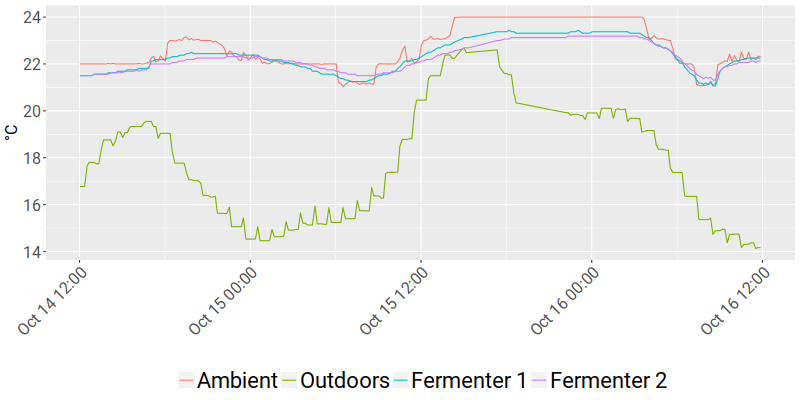 24
22
20
18
16
14
°C
Oct 14 12:00
Oct 15 00:00
Oct 15 12:00
Oct 16 00:00
Oct 16 12:00
Ambient Outdoors Fermenter 1 Fermenter 2